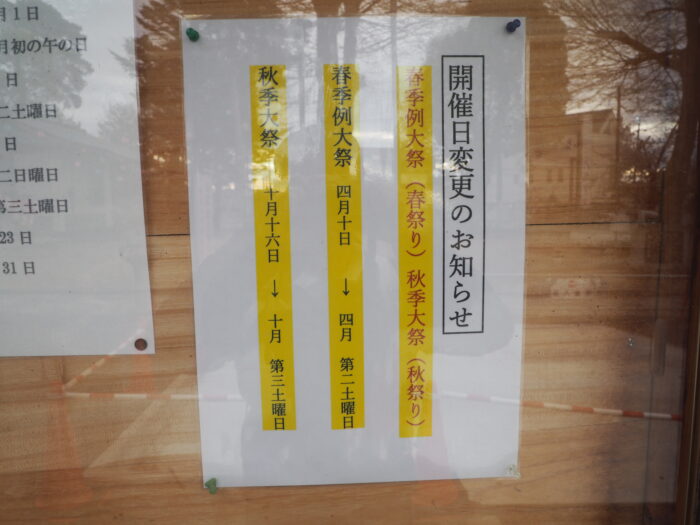 開催日変更のお知らせ
春季例大祭（春祭り）秋季大祭（秋祭り）
春季例大祭 四月十日 → 四月 第二土曜日
秋季大祭 十月十六日 → 十月 第三土曜日
月1日
月初の午の日
日
二土曜日
日
二日曜日
第三土曜日
23日
31日